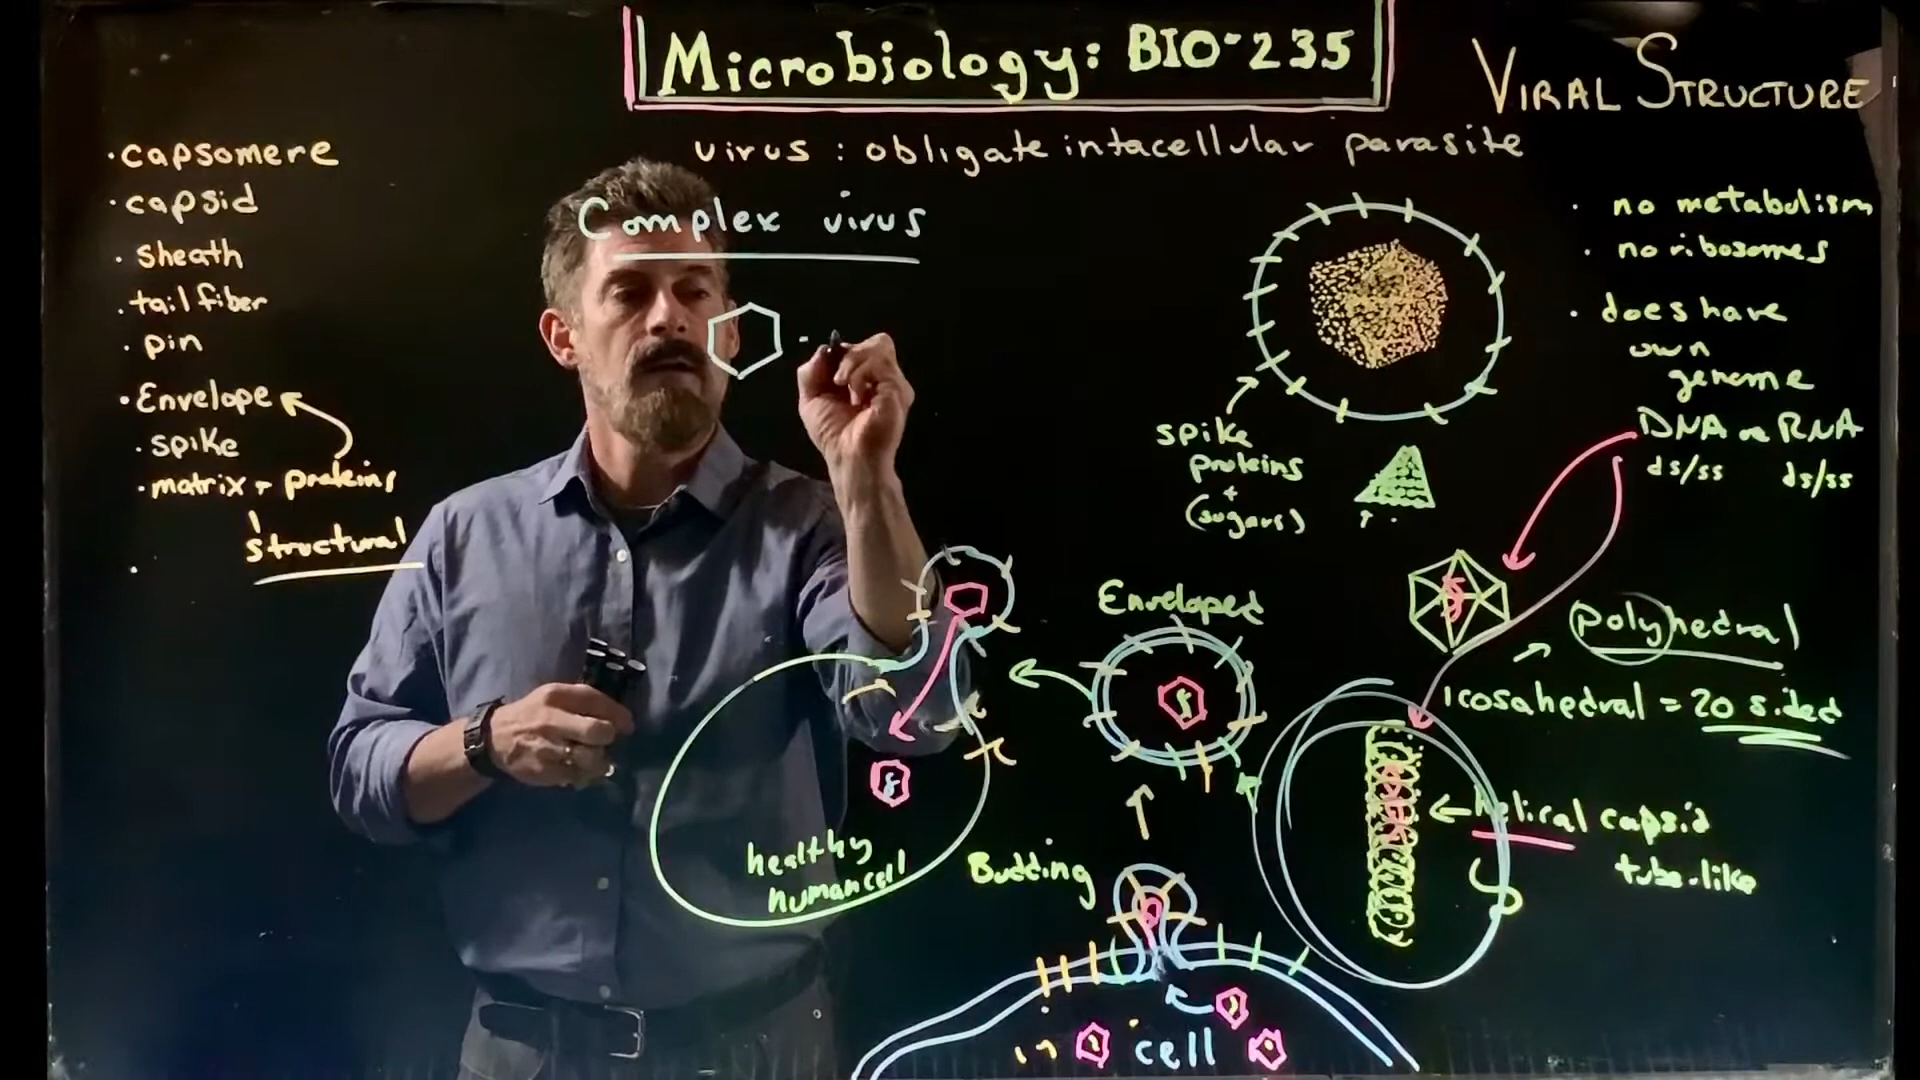 Microbiology: BIO-235
VIRAL STRUCTURE
virus : obligate intacellular parasite
· capsomere
· capsid
· sheath
· tail fiber
· pin
· Envelope
· spike
· matrix + proteins
structural
Complex virus
spike
proteins
+
(sugars)
· no metabolism
· no ribosomes
· does have
own
genome
DNA or RNA
ds/ss ds/ss
polyhedral
icosahedral = 20 sided
helical capsid
tube-like
Enveloped
Budding
healthy
human cell
cell